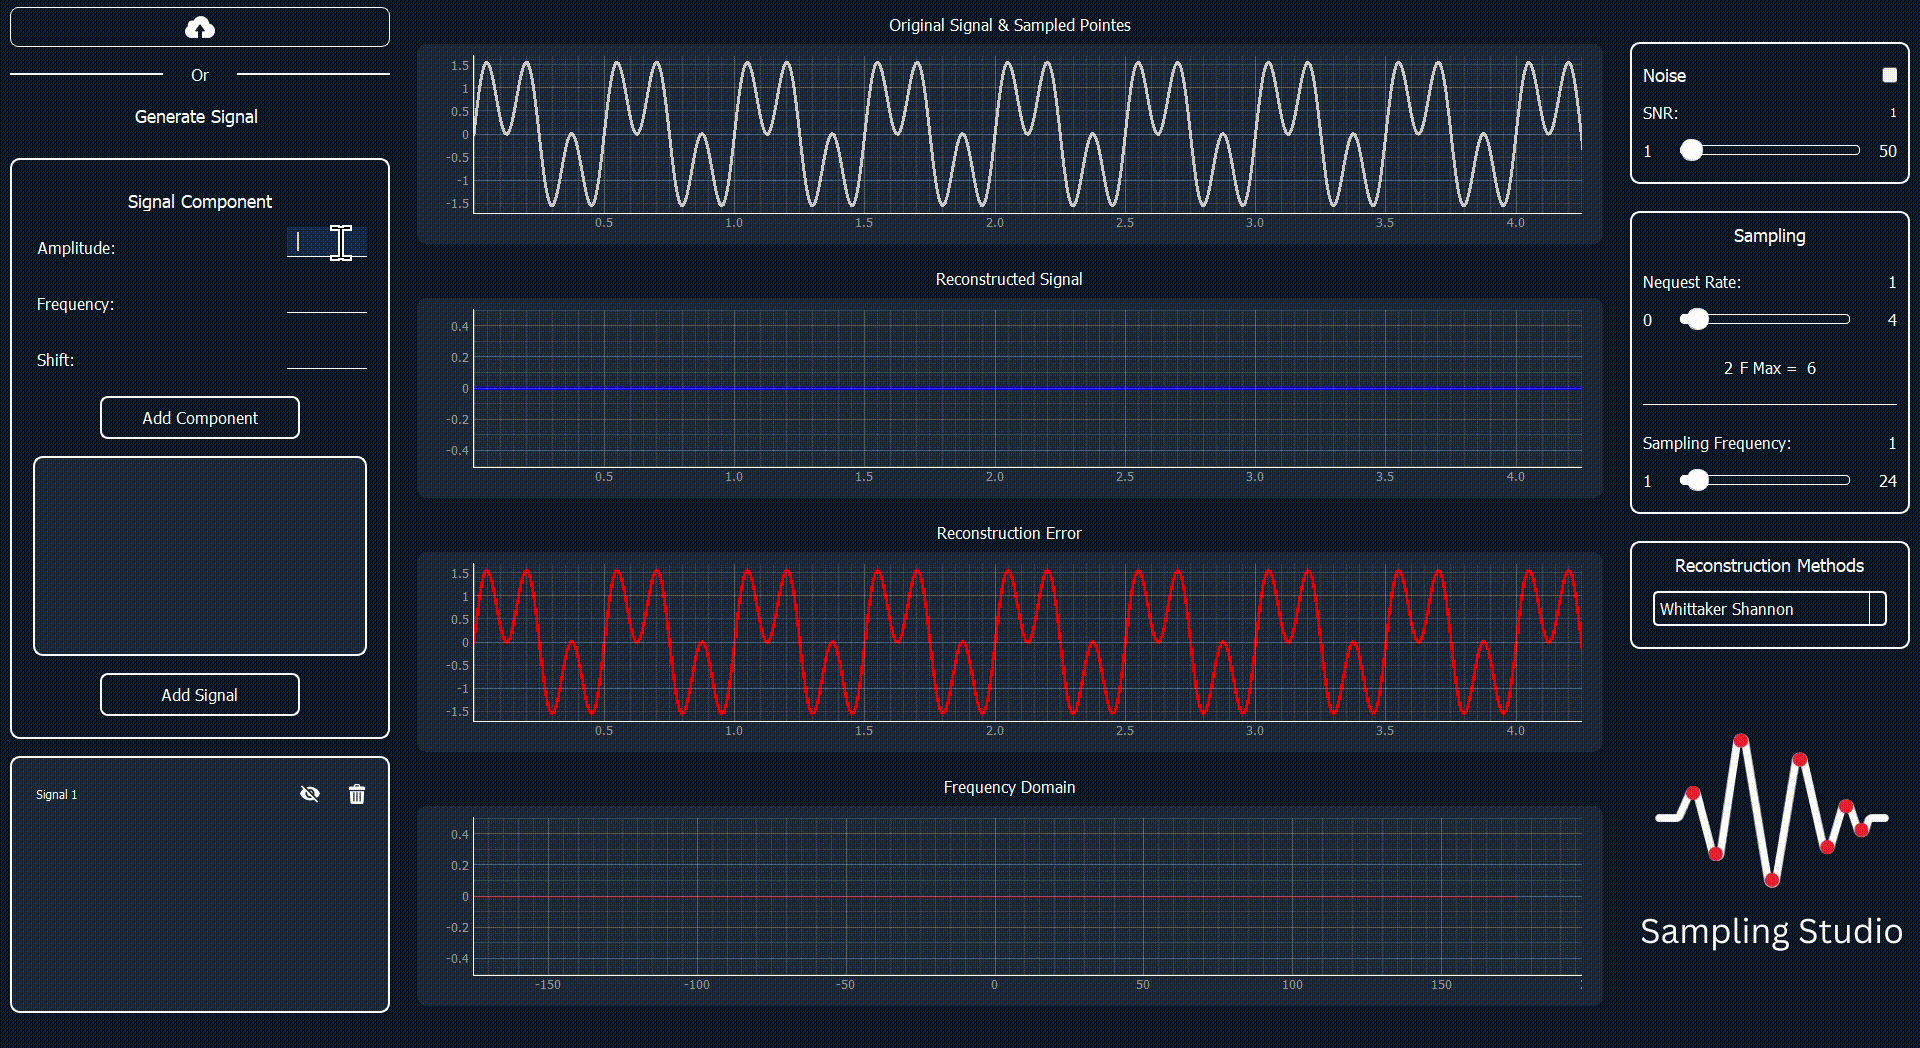 Or
Generate Signal
Signal Component
Amplitude:
Frequency:
Shift:
Add Component
Add Signal
Signal 1
Original Signal & Sampled Pointes
1.5
1
0.5
0
-0.5
-1
-1.5
0.5 1.0 1.5 2.0 2.5 3.0 3.5 4.0
Reconstructed Signal
0.4
0.2
0
-0.2
-0.4
0.5 1.0 1.5 2.0 2.5 3.0 3.5 4.0
Reconstruction Error
1.5
1
0.5
0
-0.5
-1
-1.5
0.5 1.0 1.5 2.0 2.5 3.0 3.5 4.0
Frequency Domain
0.4
0.2
0
-0.2
-0.4
-150 -100 -50 0 50 100 150
Noise
SNR: 1
1 50
Sampling
Nequest Rate: 1
0 4
2 F Max = 6
Sampling Frequency: 1
1 24
Reconstruction Methods
Whittaker Shannon
Sampling Studio